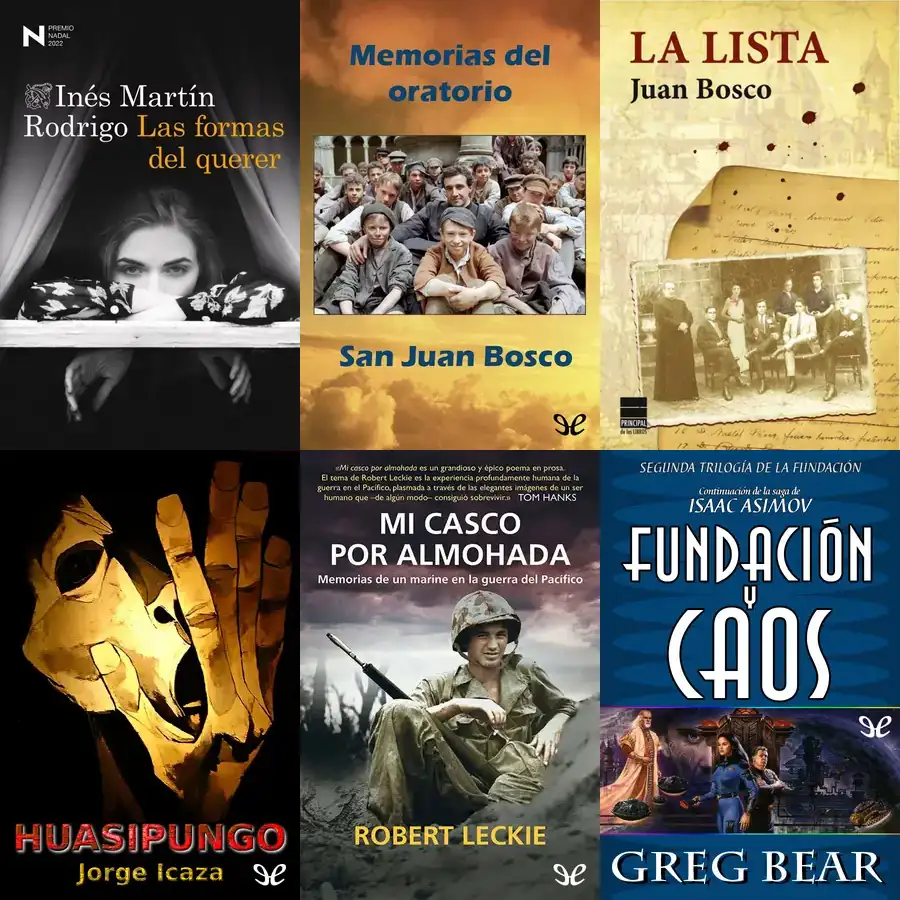 N PREMIO
NADAL
2022
Inés Martín
Rodrigo Las formas
del querer
Memorias del
oratorio
San Juan Bosco
LA LISTA
Juan Bosco
PRINCIPAL
de los LIBROS
HUASIPUNGO
Jorge Icaza
«Mi casco por almohada es un grandioso y épico poema en prosa.
El tema de Robert Leckie es la experiencia profundamente humana de la
guerra en el Pacífico, plasmada a través de las elegantes imágenes de un ser
humano que –de algún modo– consiguió sobrevivir.» TOM HANKS
MI CASCO
POR ALMOHADA
Memorias de un marine en la guerra del Pacífico
ROBERT LECKIE
SEGUNDA TRILOGÍA DE LA FUNDACIÓN
Continuación de la saga de
ISAAC ASIMOV
FUNDACIÓN
Y
CAOS
GREG BEAR